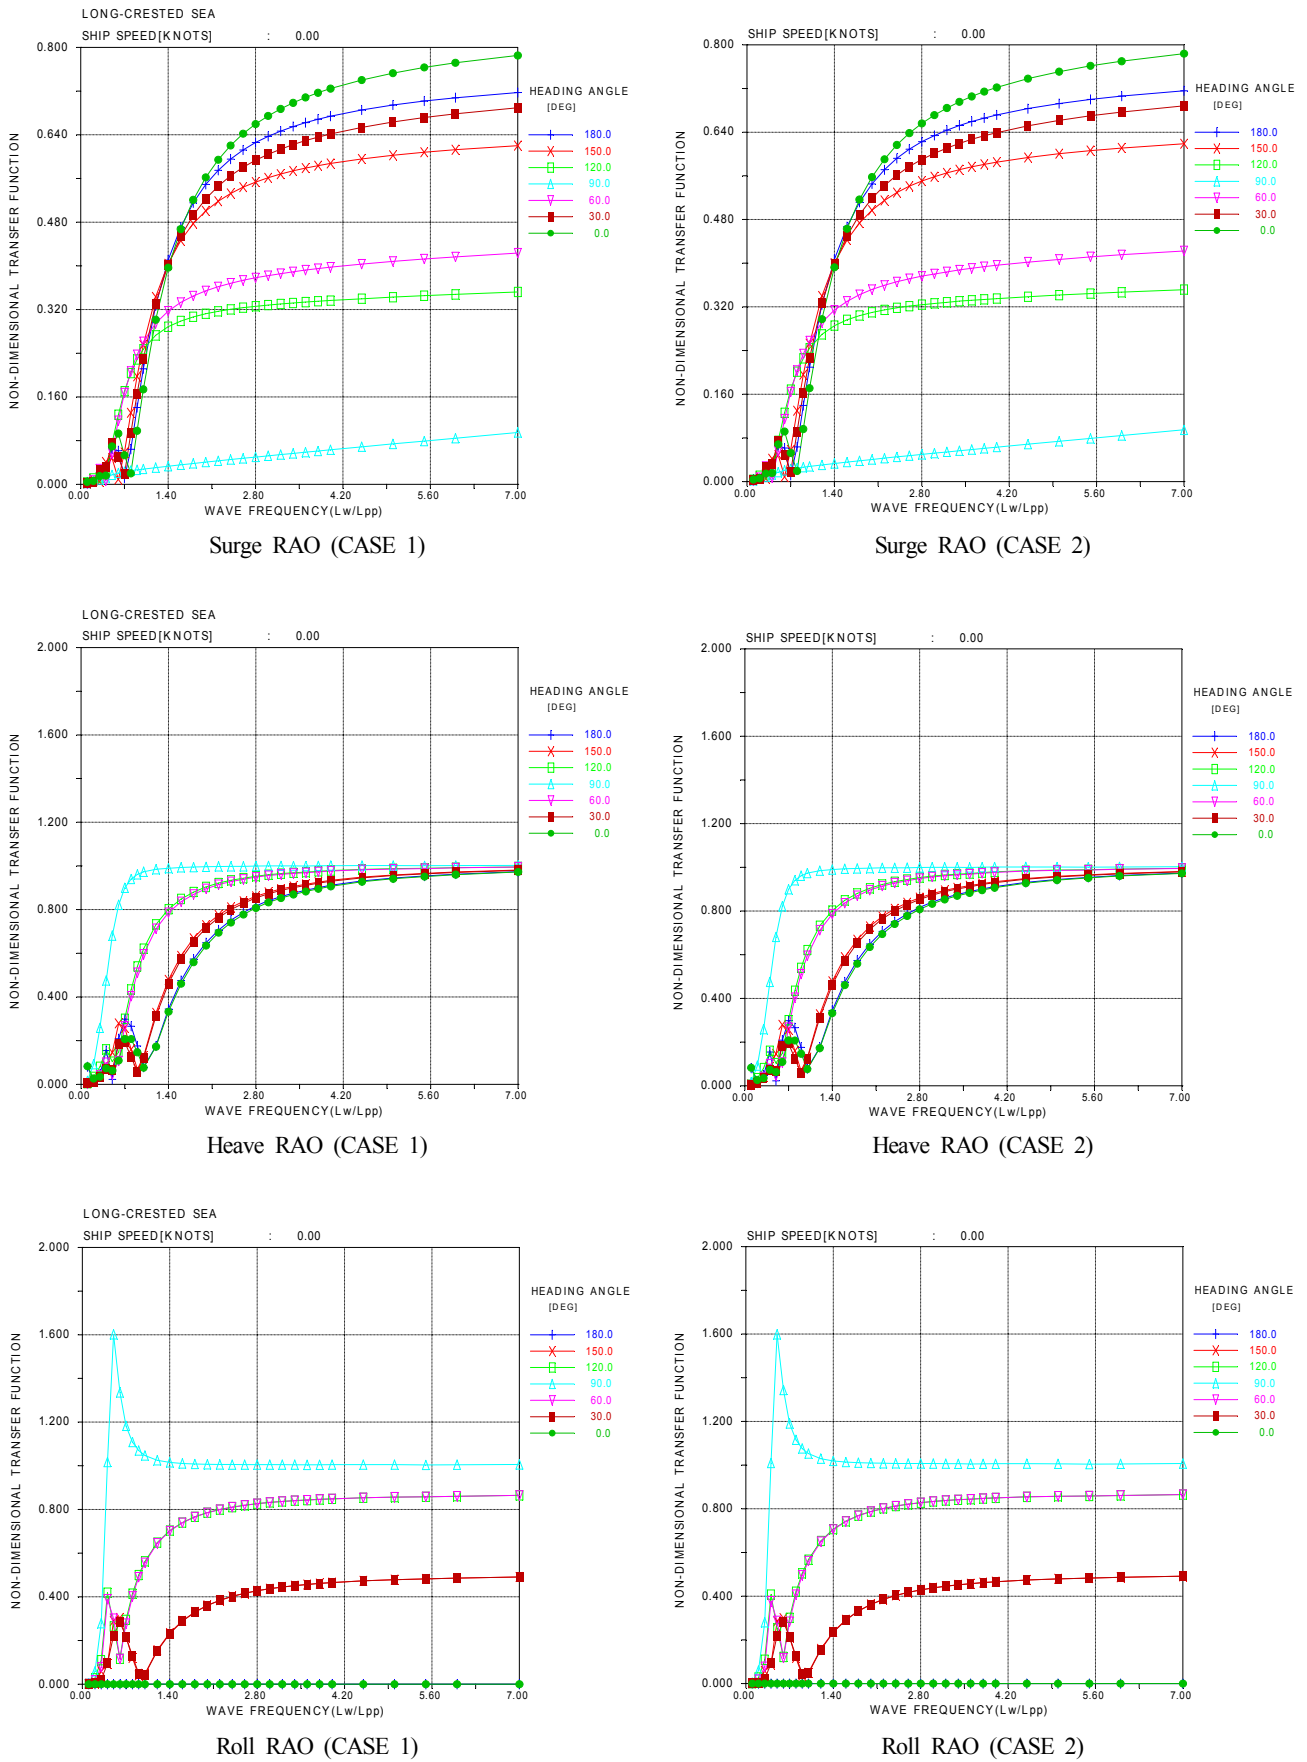 LONG-CRESTED SEA
SHIP SPEED[KNOTS] : 0.00
0.800
0.640
0.480
0.320
0.160
0.000
NON-DIMENSIONAL TRANSFER FUNCTION
0.00 1.40 2.80 4.20 5.60 7.00
WAVE FREQUENCY(Lw/Lpp)
HEADING ANGLE
[DEG]
180.0
150.0
120.0
90.0
60.0
30.0
0.0
Surge RAO (CASE 1)
SHIP SPEED[KNOTS] : 0.00
0.800
0.640
0.480
0.320
0.160
0.000
NON-DIMENSIONAL TRANSFER FUNCTION
0.00 1.40 2.80 4.20 5.60 7.00
WAVE FREQUENCY(Lw/Lpp)
HEADING ANGLE
[DEG]
180.0
150.0
120.0
90.0
60.0
30.0
0.0
Surge RAO (CASE 2)
LONG-CRESTED SEA
SHIP SPEED[KNOTS] : 0.00
2.000
1.600
1.200
0.800
0.400
0.000
NON-DIMENSIONAL TRANSFER FUNCTION
0.00 1.40 2.80 4.20 5.60 7.00
WAVE FREQUENCY(Lw/Lpp)
HEADING ANGLE
[DEG]
180.0
150.0
120.0
90.0
60.0
30.0
0.0
Heave RAO (CASE 1)
SHIP SPEED[KNOTS] : 0.00
2.000
1.600
1.200
0.800
0.400
0.000
NON-DIMENSIONAL TRANSFER FUNCTION
0.00 1.40 2.80 4.20 5.60 7.00
WAVE FREQUENCY(Lw/Lpp)
HEADING ANGLE
[DEG]
180.0
150.0
120.0
90.0
60.0
30.0
0.0
Heave RAO (CASE 2)
LONG-CRESTED SEA
SHIP SPEED[KNOTS] : 0.00
2.000
1.600
1.200
0.800
0.400
0.000
NON-DIMENSIONAL TRANSFER FUNCTION
0.00 1.40 2.80 4.20 5.60 7.00
WAVE FREQUENCY(Lw/Lpp)
HEADING ANGLE
[DEG]
180.0
150.0
120.0
90.0
60.0
30.0
0.0
Roll RAO (CASE 1)
SHIP SPEED[KNOTS] : 0.00
2.000
1.600
1.200
0.800
0.400
0.000
NON-DIMENSIONAL TRANSFER FUNCTION
0.00 1.40 2.80 4.20 5.60 7.00
WAVE FREQUENCY(Lw/Lpp)
HEADING ANGLE
[DEG]
180.0
150.0
120.0
90.0
60.0
30.0
0.0
Roll RAO (CASE 2)